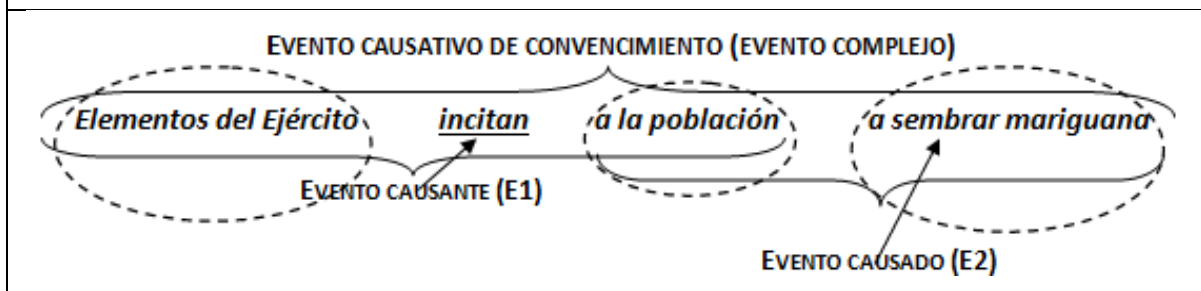 EVENTO CAUSATIVO DE CONVENCIMIENTO (EVENTO COMPLEJO)
Elementos del Ejército incitan a la población a sembrar mariguana
EVENTO CAUSANTE (E1)
EVENTO CAUSADO (E2)